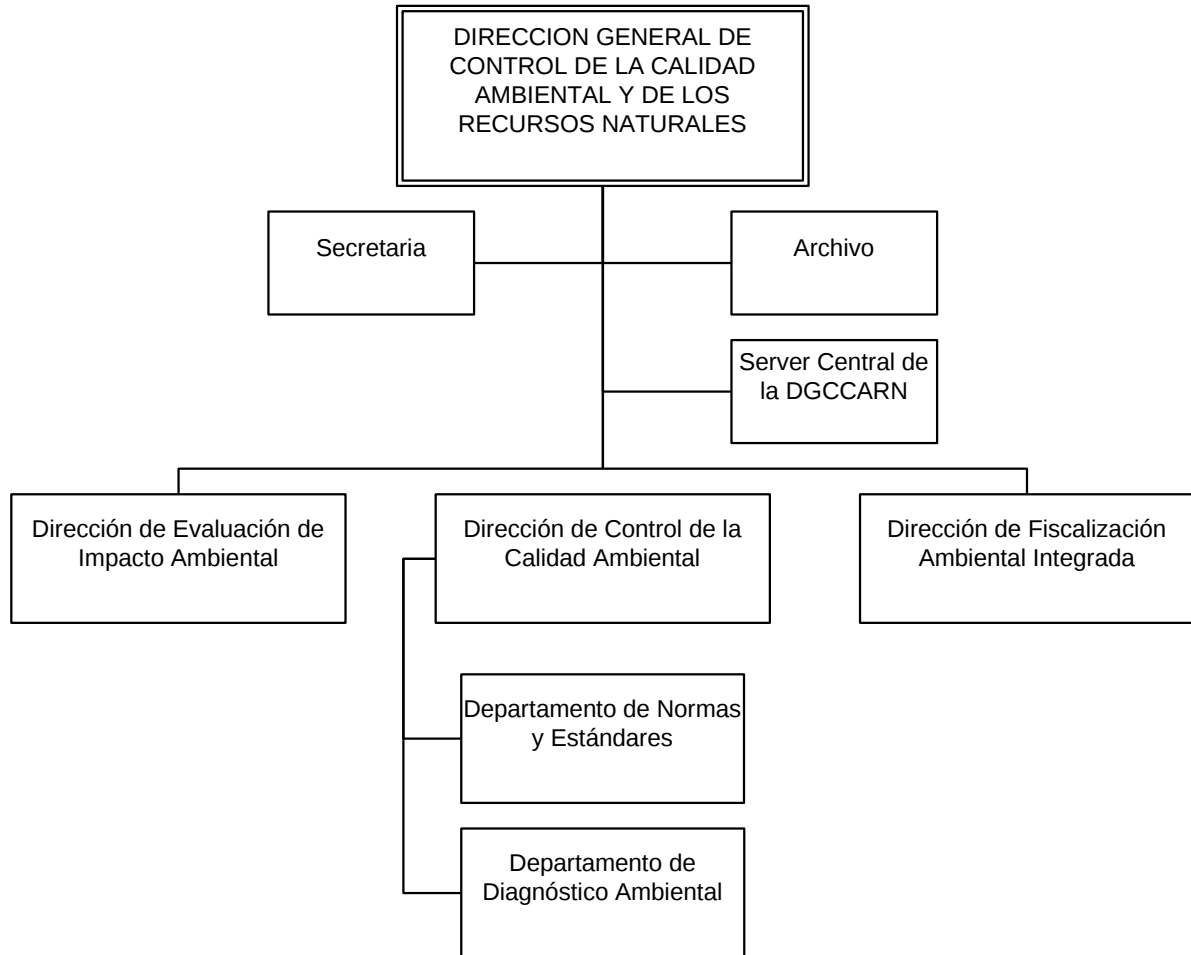 DIRECCION GENERAL DE
CONTROL DE LA CALIDAD
AMBIENTAL Y DE LOS
RECURSOS NATURALES
Secretaria
Archivo
Server Central de
la DGCCARN
Dirección de Evaluación de
Impacto Ambiental
Dirección de Control de la
Calidad Ambiental
Dirección de Fiscalización
Ambiental Integrada
Departamento de Normas
y Estándares
Departamento de
Diagnóstico Ambiental